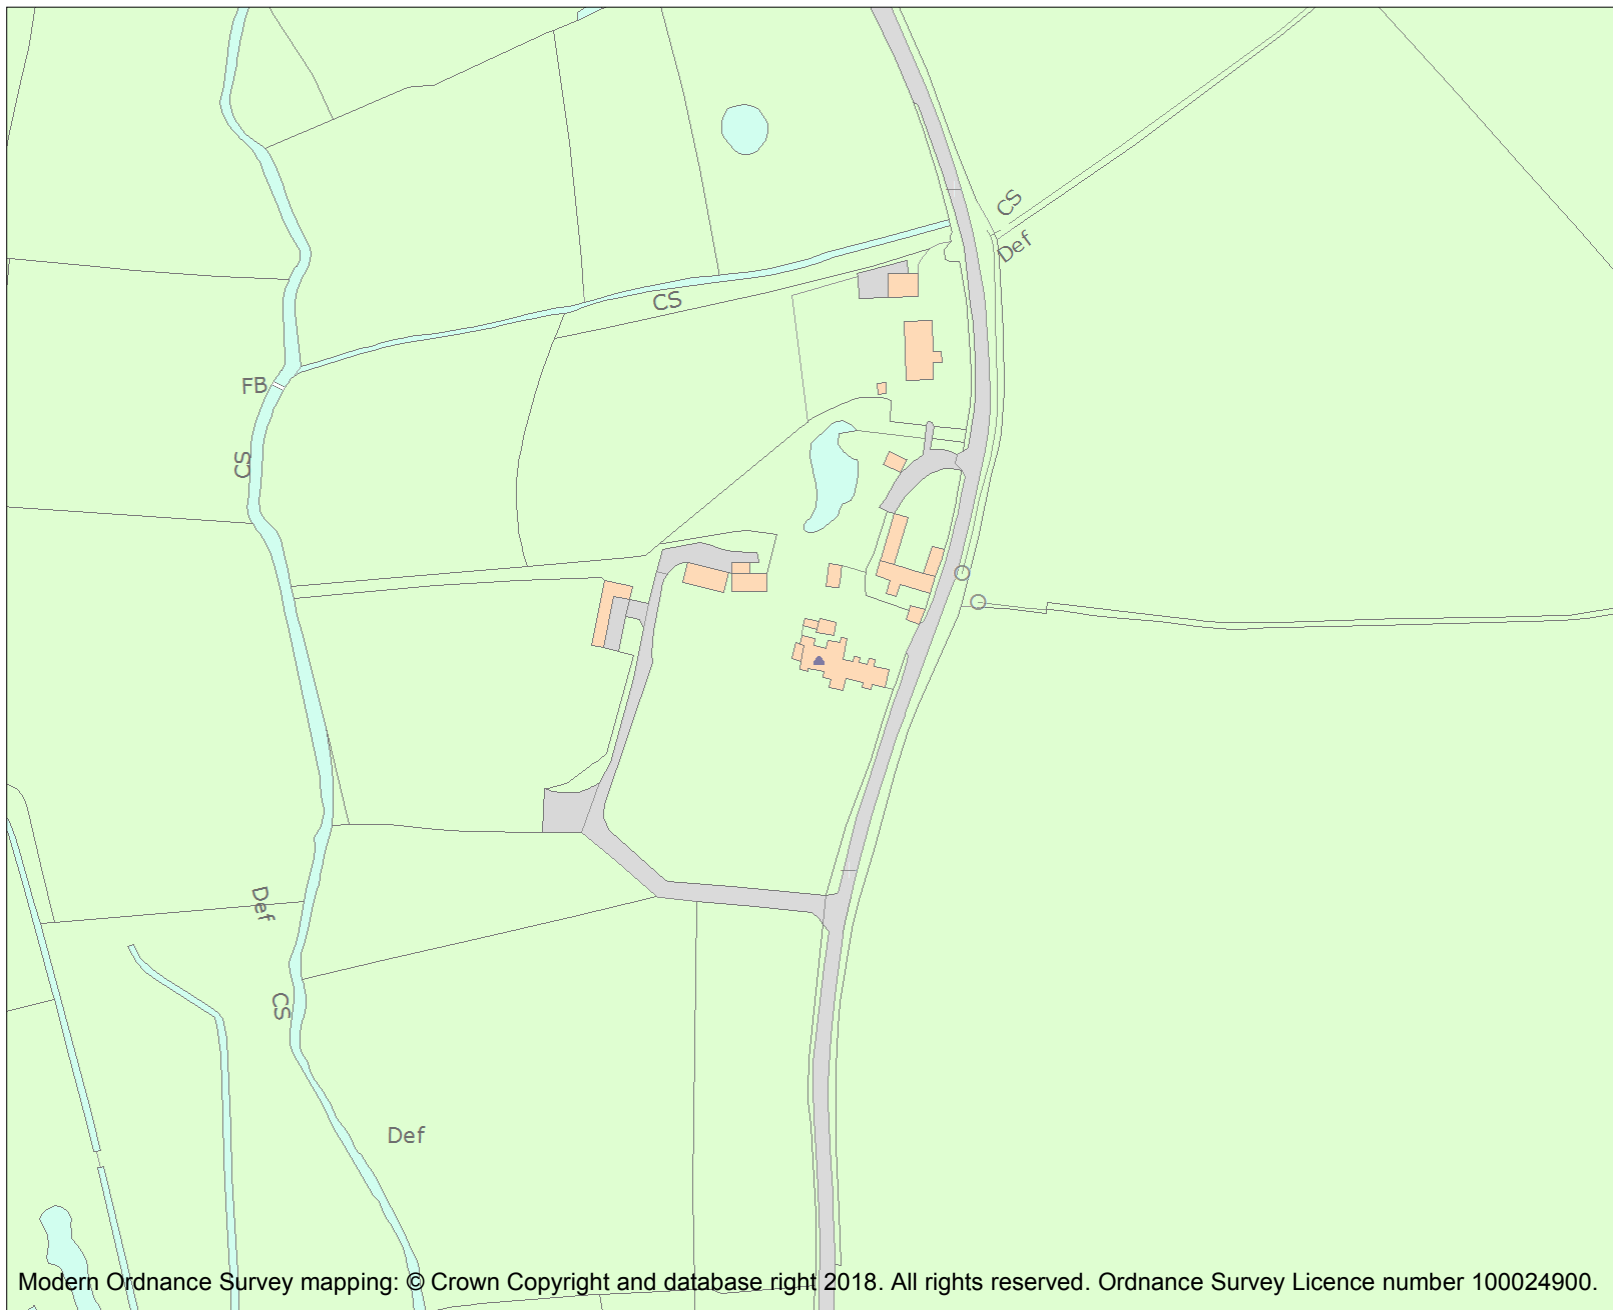 CS
Def
CS
FB
CS
Def
CS
Def
Modern Ordnance Survey mapping: © Crown Copyright and database right 2018. All rights reserved. Ordnance Survey Licence number 100024900.